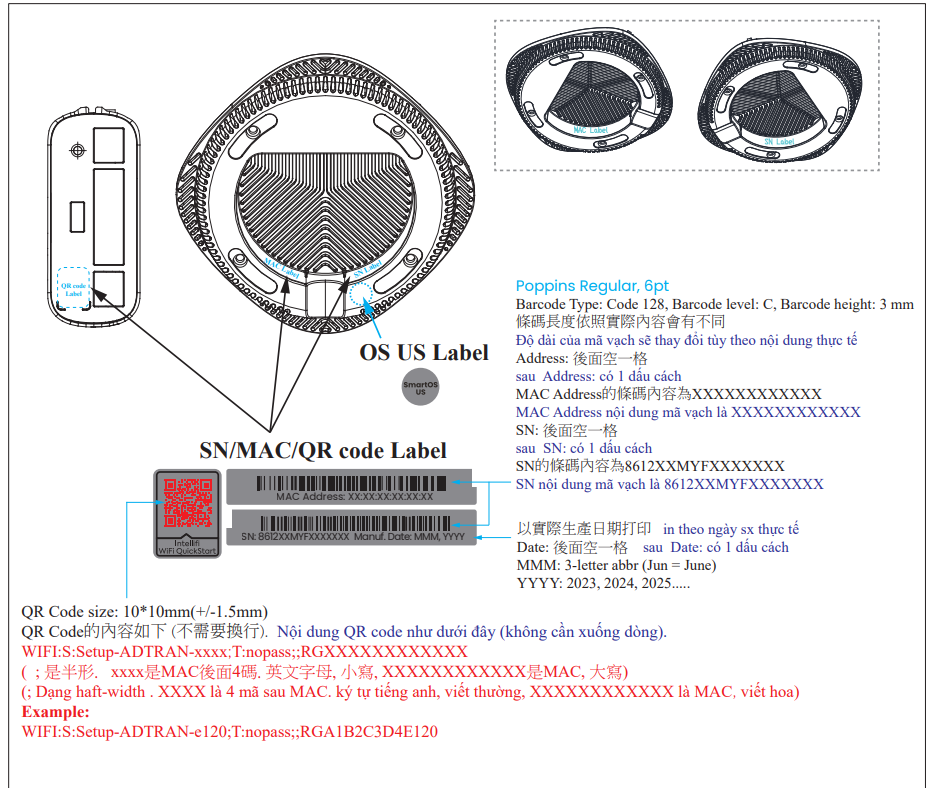 MAC Label
SN Label
QR code
Label
MAC Label
SN Label
OS US Label
SmartOS
US
SN/MAC/QR code Label
Intellifi
WiFi QuickStart
MAC Address: XX:XX:XX:XX:XX:XX
SN: 8612XXMYFXXXXXXX Manuf. Date: MMM, YYYY
Poppins Regular, 6pt
Barcode Type: Code 128, Barcode level: C, Barcode height: 3 mm
條碼長度依照實際內容會有不同
Độ dài của mã vạch sẽ thay đổi tùy theo nội dung thực tế
Address: 後面空一格
sau Address: có 1 dấu cách
MAC Address的條碼內容為XXXXXXXXXXXX
MAC Address nội dung mã vạch là XXXXXXXXXXXX
SN: 後面空一格
sau SN: có 1 dấu cách
SN的條碼內容為8612XXMYFXXXXXXX
SN nội dung mã vạch là 8612XXMYFXXXXXXX
以實際生產日期打印 in theo ngày sx thực tế
Date: 後面空一格 sau Date: có 1 dấu cách
MMM: 3-letter abbr (Jun = June)
YYYY: 2023, 2024, 2025.....
QR Code size: 10*10mm(+/-1.5mm)
QR Code的內容如下 (不需要換行). Nội dung QR code như dưới đây (không cần xuống dòng).
WIFI:S:Setup-ADTRAN-xxxx;T:nopass;;RGXXXXXXXXXXXX
( ; 是半形. xxxx是MAC後面4碼. 英文字母, 小寫, XXXXXXXXXXXX是MAC, 大寫)
(; Dạng haft-width . XXXX là 4 mã sau MAC. ký tự tiếng anh, viết thường, XXXXXXXXXXXX là MAC, viết hoa)
Example:
WIFI:S:Setup-ADTRAN-e120;T:nopass;;RGA1B2C3D4E120